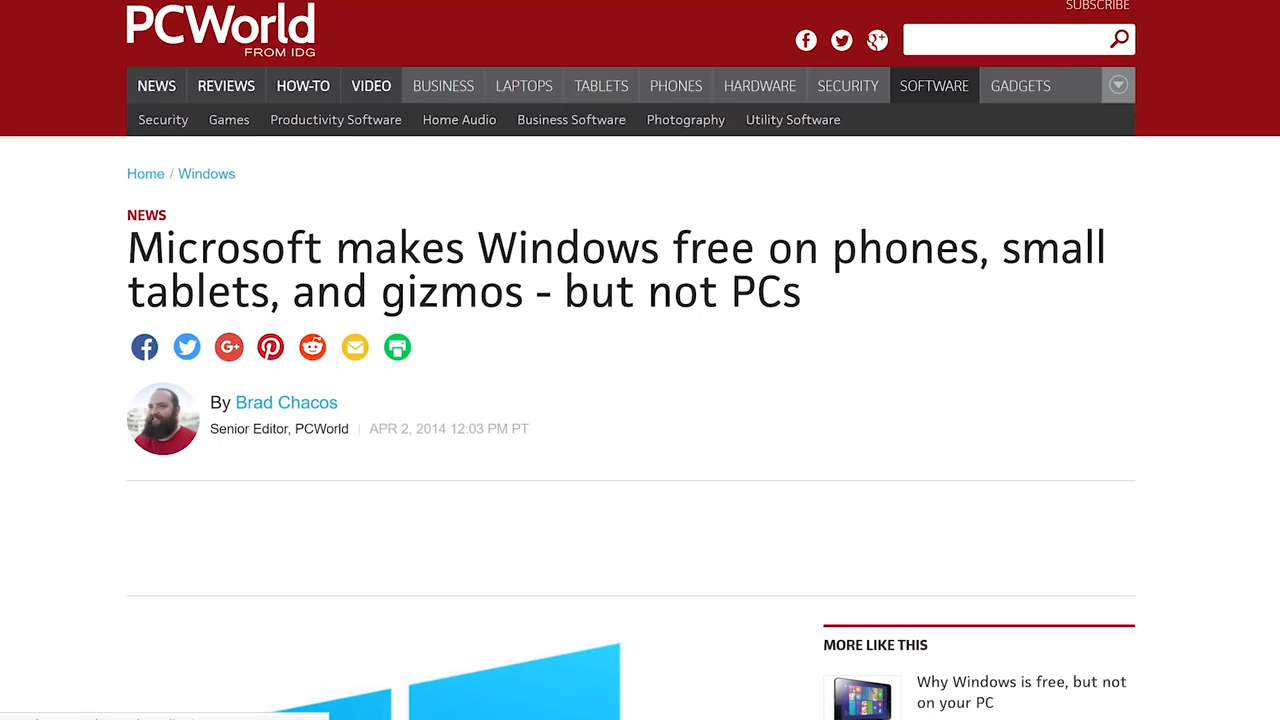 SUBSCRIBE
PCWorld
FROM IDG
NEWS REVIEWS HOW-TO VIDEO BUSINESS LAPTOPS TABLETS PHONES HARDWARE SECURITY SOFTWARE GADGETS
Security Games Productivity Software Home Audio Business Software Photography Utility Software
Home / Windows
NEWS
Microsoft makes Windows free on phones, small
tablets, and gizmos - but not PCs
By Brad Chacos
Senior Editor, PCWorld | APR 2, 2014 12:03 PM PT
MORE LIKE THIS
Why Windows is free, but not
on your PC